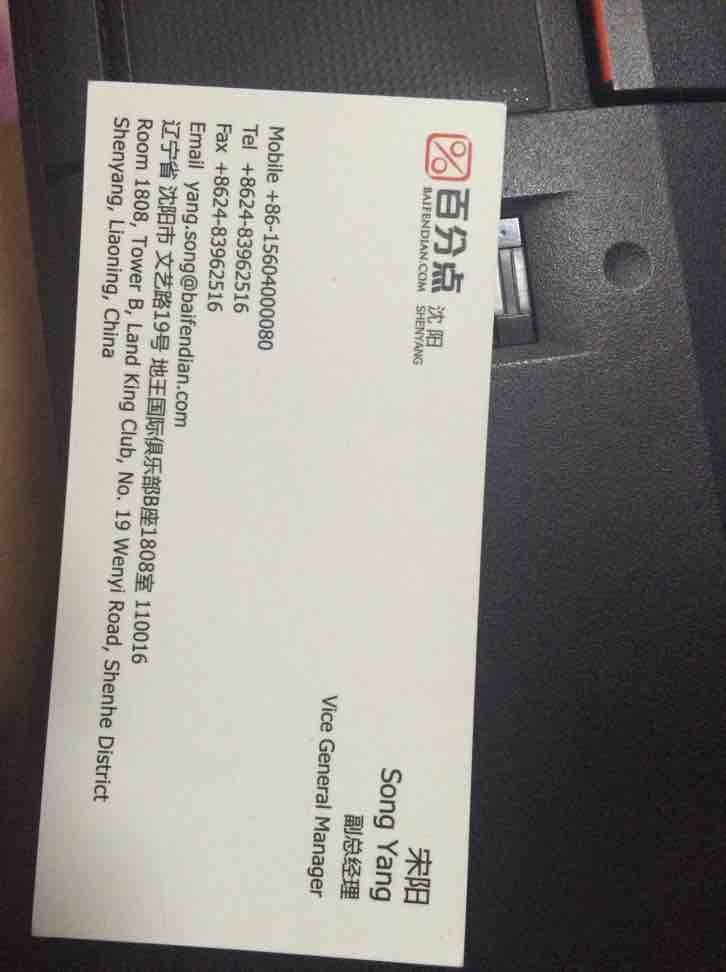 百分点 沈阳
BAIFENDIAN.COM SHENYANG
宋阳
Song Yang
副总经理
Vice General Manager
Mobile +86-15604000080
Tel +8624-83962516
Fax +8624-83962516
Email yang.song@baifendian.com
辽宁省 沈阳市 文艺路19号 地王国际俱乐部B座1808室 110016
Room 1808, Tower B, Land King Club, No. 19 Wenyi Road, Shenhe District
Shenyang, Liaoning, China